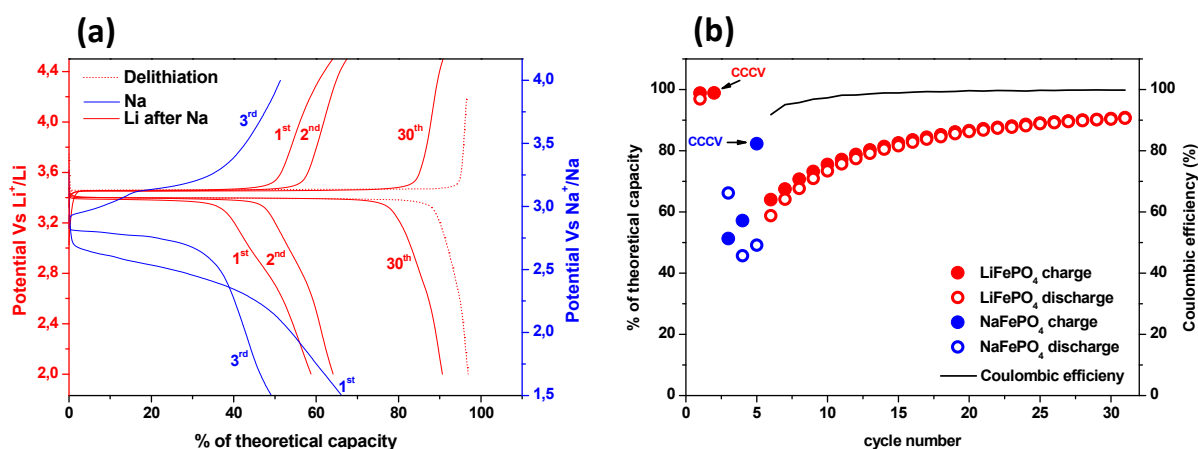 (a)
Delithiation
Na
Li after Na
3rd
1st
2nd
30th
1st
2nd
30th
3rd
1st
4,4
4,0
3,6
3,2
2,8
2,4
2,0
Potential Vs Li+/Li
4,0
3,5
3,0
2,5
2,0
1,5
Potential Vs Na+/Na
0 20 40 60 80 100
% of theoretical capacity
(b)
CCCV
CCCV
100
80
60
40
20
0
% of theoretical capacity
LiFePO4 charge
LiFePO4 discharge
NaFePO4 charge
NaFePO4 discharge
Coulombic efficieny
100
80
60
40
20
0
Coulombic efficiency (%)
0 5 10 15 20 25 30
cycle number